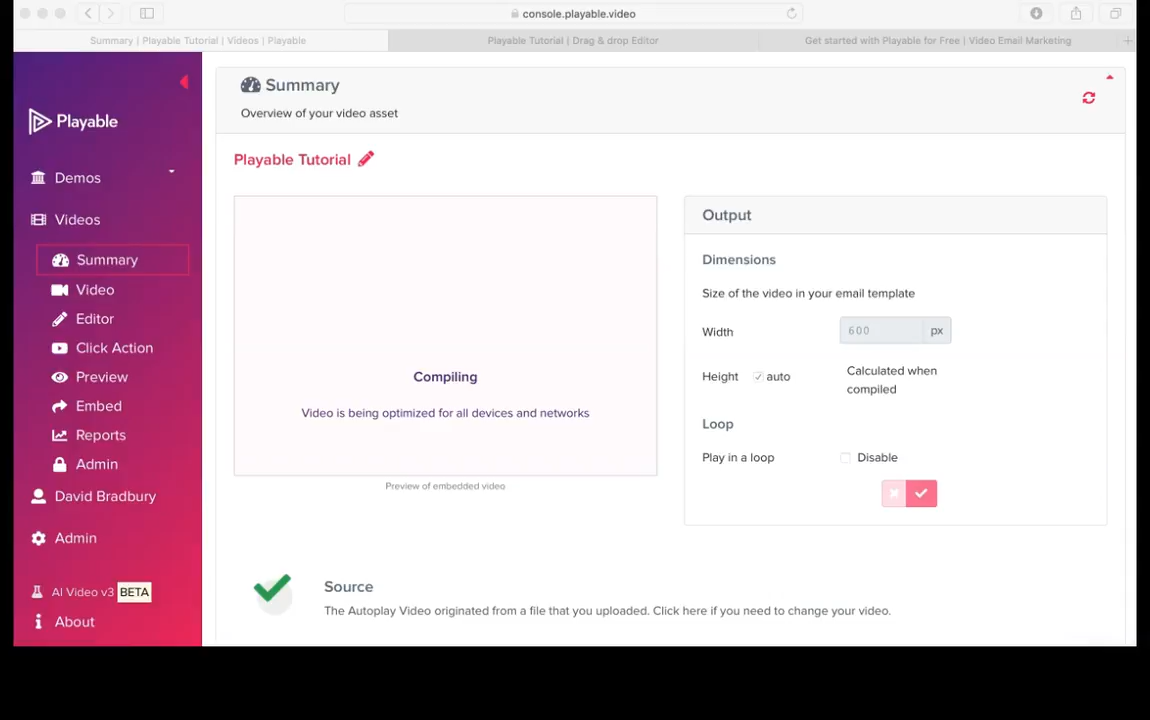 console.playable.video
Summary | Playable Tutorial | Videos | Playable
Playable Tutorial | Drag & drop Editor
Get started with Playable for Free | Video Email Marketing
Playable
Demos
Videos
Summary
Video
Editor
Click Action
Preview
Embed
Reports
Admin
David Bradbury
Admin
AI Video v3 BETA
About
Summary
Overview of your video asset
Playable Tutorial
Compiling
Video is being optimized for all devices and networks
Preview of embedded video
Output
Dimensions
Size of the video in your email template
Width 600 px
Height auto Calculated when
compiled
Loop
Play in a loop Disable
Source
The Autoplay Video originated from a file that you uploaded. Click here if you need to change your video.